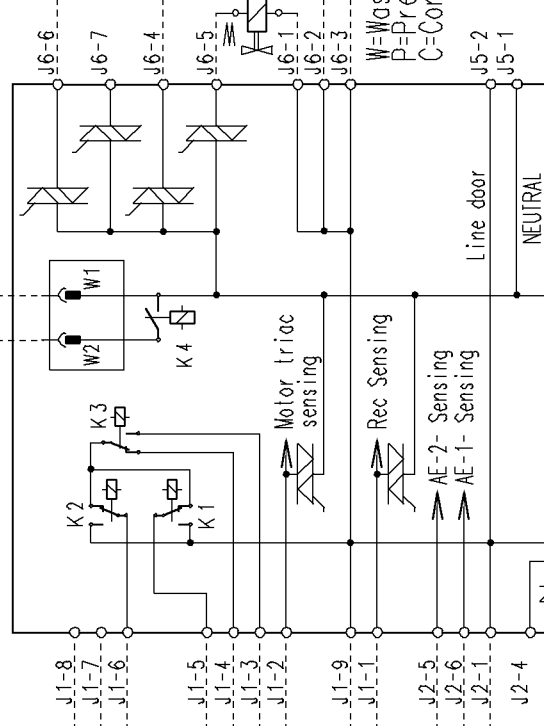 J6-6
J6-7
J6-4
J6-5
M
J6-1
J6-2
J6-3
W=Was
P=Pre
C=Con
J5-2
J5-1
Line door
NEUTRAL
W1
W2
K4
K3
K2
K1
Motor triac
sensing
Rec Sensing
AE-2- Sensing
AE-1- Sensing
J1-8
J1-7
J1-6
J1-5
J1-4
J1-3
J1-2
J1-9
J1-1
J2-5
J2-6
J2-1
J2-4